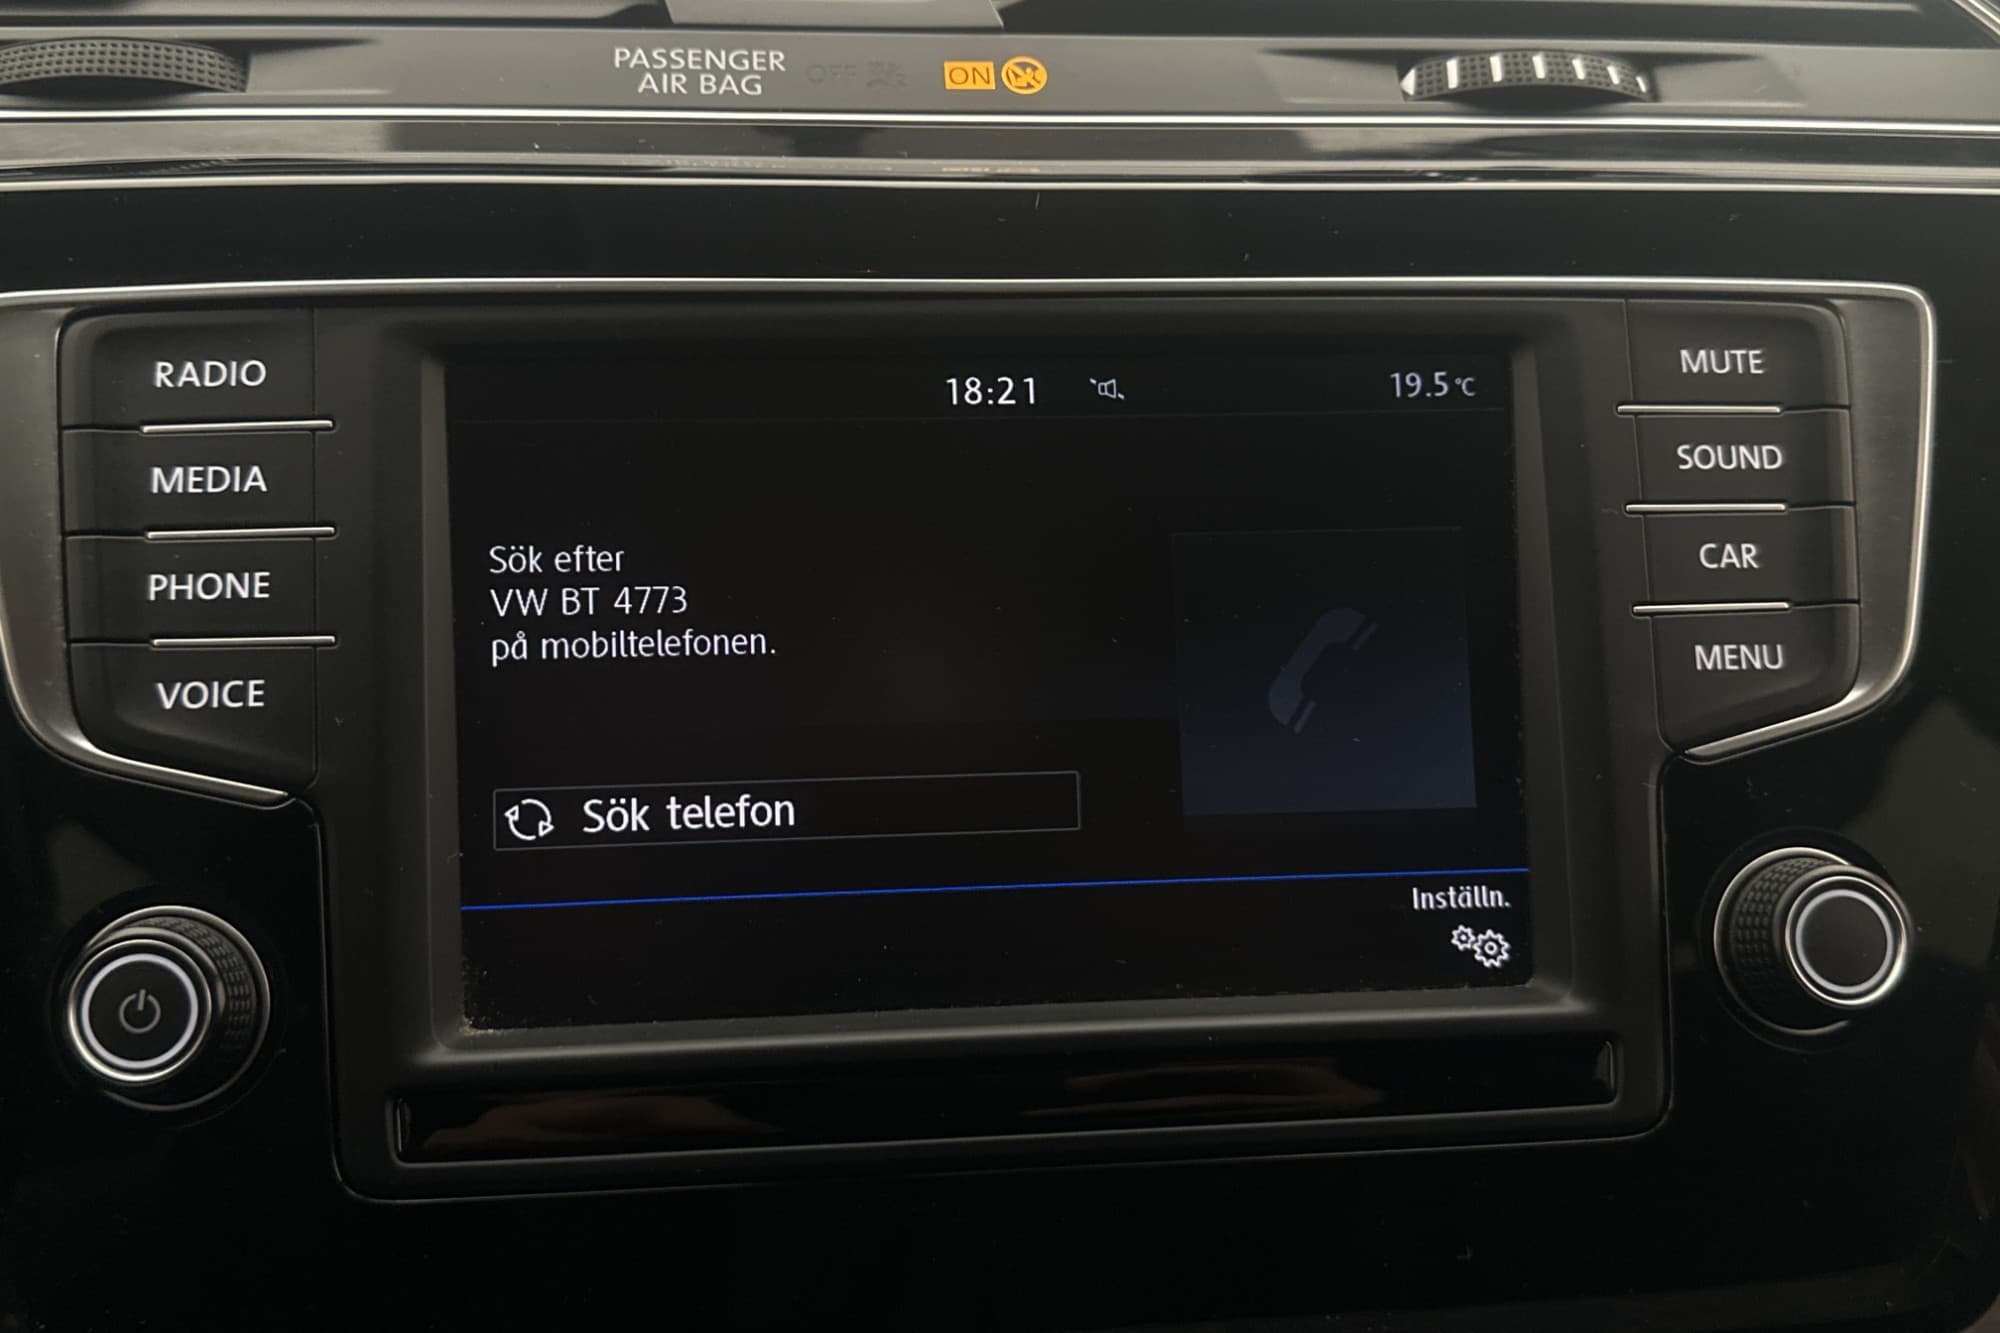 PASSENGER
AIR BAG
OFF
ON
RADIO
MEDIA
PHONE
VOICE
18:21
19.5°C
Sök efter
VW BT 4773
på mobiltelefonen.
Sök telefon
Inställn.
MUTE
SOUND
CAR
MENU